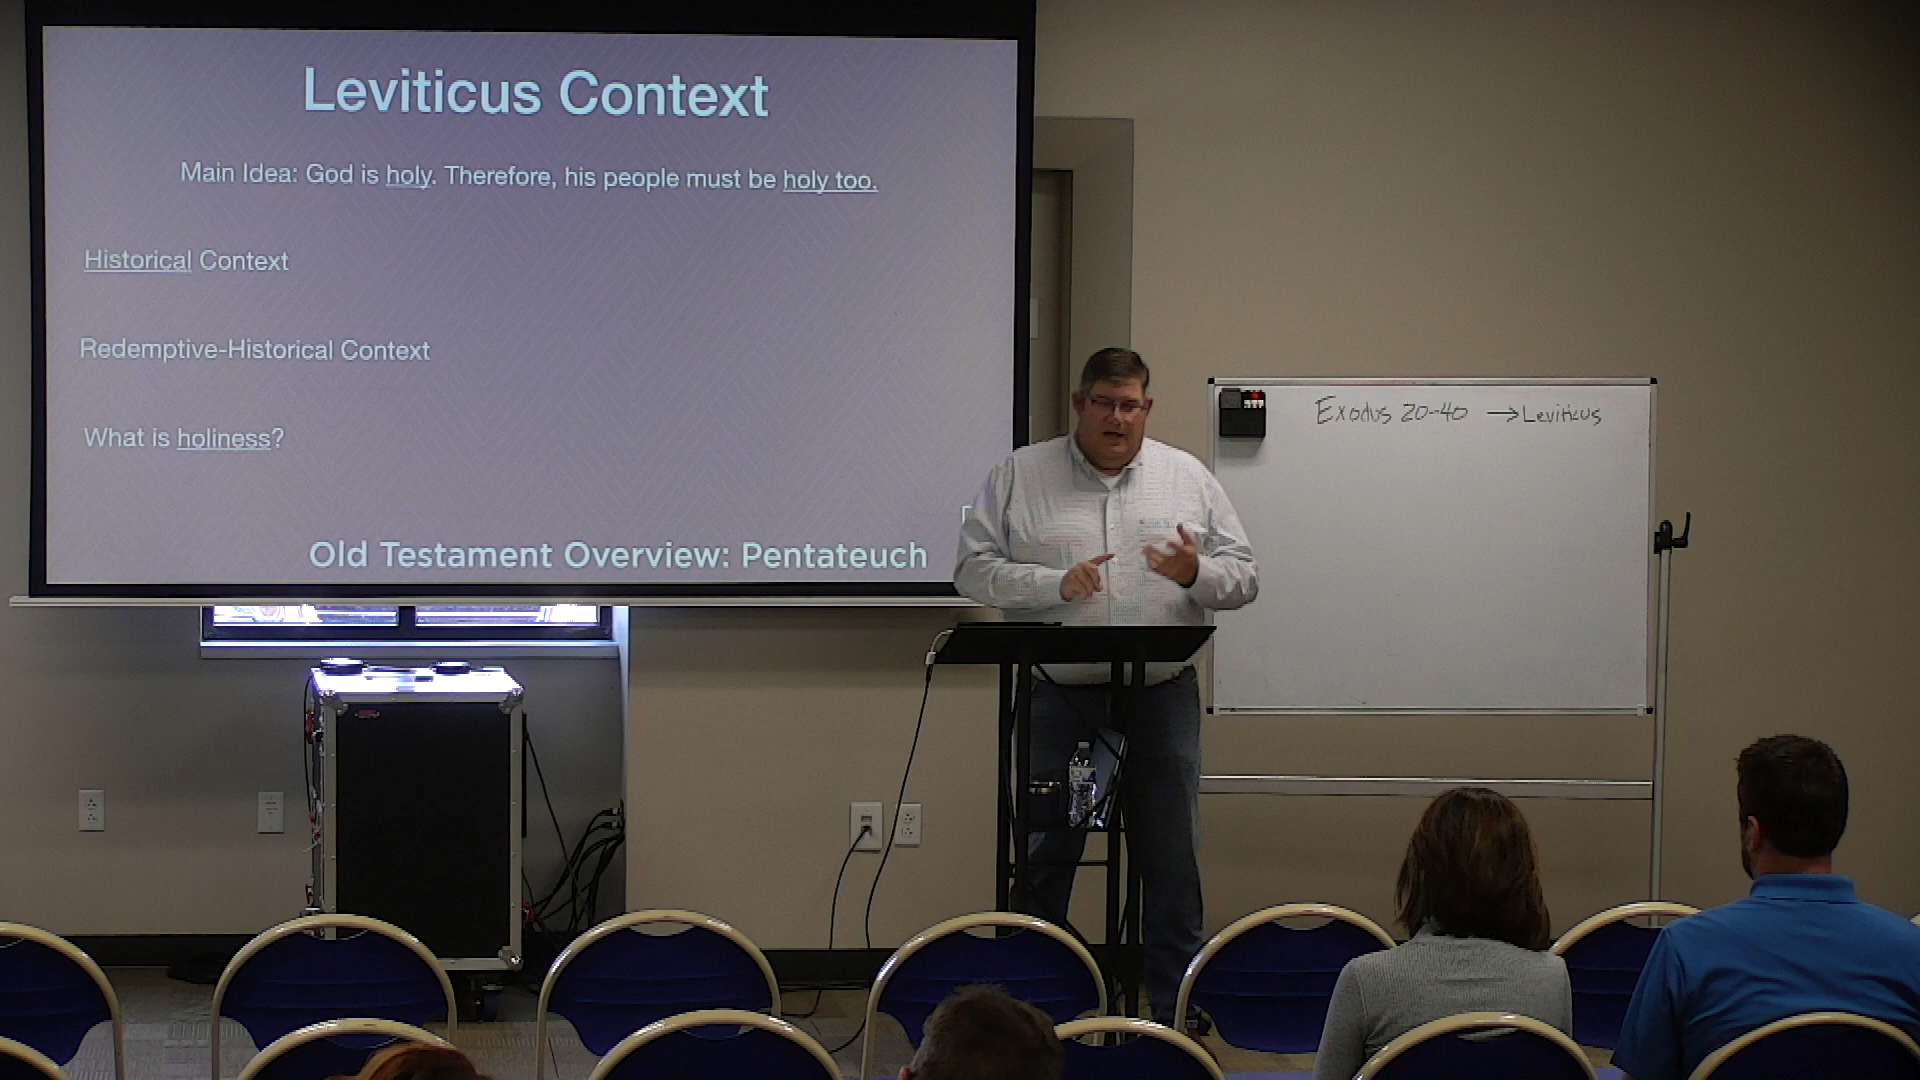 Leviticus Context
Main Idea: God is holy. Therefore, his people must be holy too.
Historical Context
Redemptive-Historical Context
What is holiness?
Old Testament Overview: Pentateuch
Exodus 20-40 → Leviticus